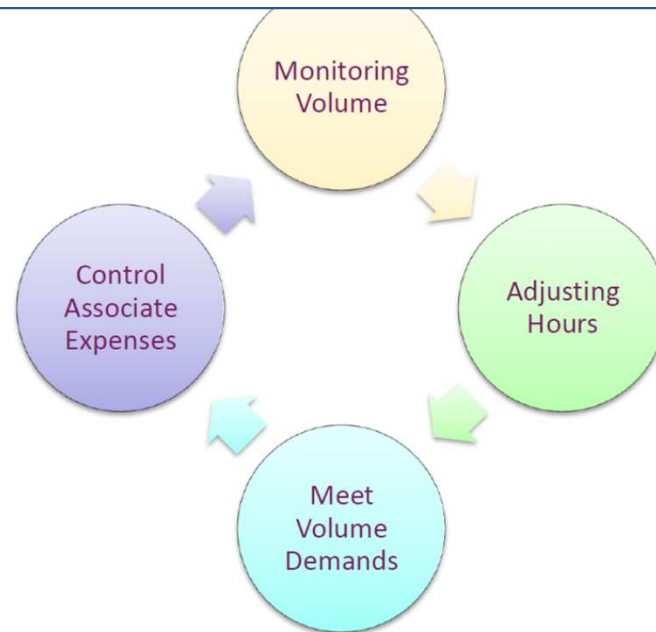 Monitoring
Volume
Adjusting
Hours
Meet
Volume
Demands
Control
Associate
Expenses